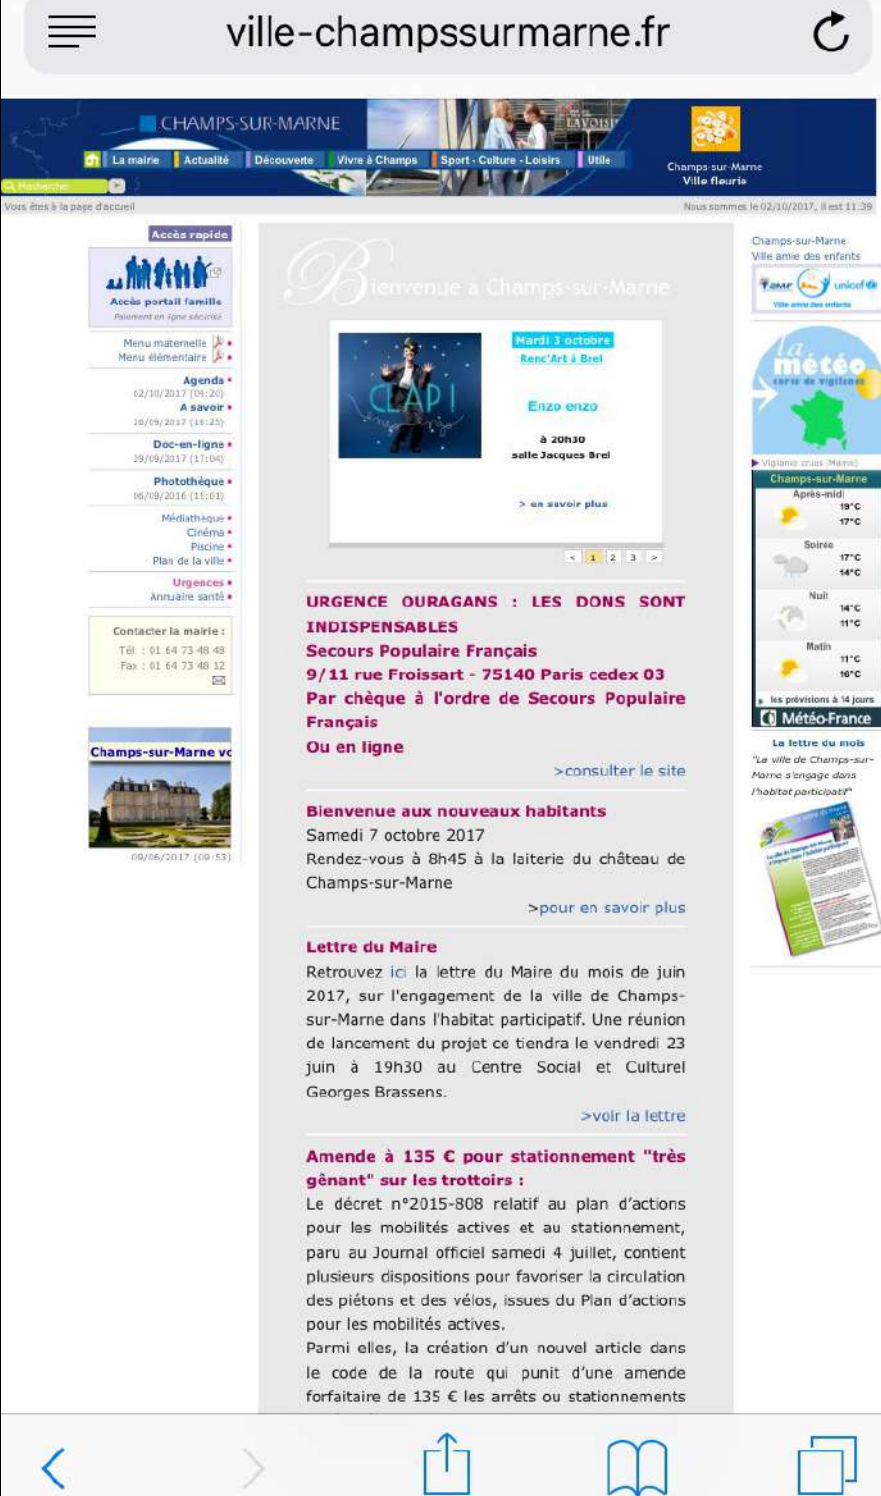 ville-champssurmarne.fr
CHAMPS-SUR-MARNE
LAVOISI
La mairie
Actualité
Découverte
Vivre à Champs
Sport - Culture - Loisirs
Utile
Champs-sur-Marne
Ville fleurie
Rechercher
Vous êtes à la page d'accueil
Nous sommes le 02/10/2017, il est 11:39
Accès rapide
Accès portail famille
Paiement en ligne sécurisé
Menu maternelle
Menu élémentaire
Agenda
02/10/2017 (09:20)
A savoir
28/09/2017 (16:25)
Doc-en-ligne
29/09/2017 (17:04)
Photothèque
06/09/2016 (15:01)
Médiathèque
Cinéma
Piscine
Plan de la ville
Urgences
Annuaire santé
Contacter la mairie :
Tél. : 01 64 73 48 48
Fax : 01 64 73 48 12
Champs-sur-Marne vo
09/06/2017 (09:53)
Bienvenue à Champs-sur-Marne
CLAP !
enzo enzo
Mardi 3 octobre
Renc'Art à Brel
Enzo enzo
à 20h30
salle Jacques Brel
> en savoir plus
< 1 2 3 >
URGENCE OURAGANS : LES DONS SONT
INDISPENSABLES
Secours Populaire Français
9/11 rue Froissart - 75140 Paris cedex 03
Par chèque à l'ordre de Secours Populaire
Français
Ou en ligne
>consulter le site
Bienvenue aux nouveaux habitants
Samedi 7 octobre 2017
Rendez-vous à 8h45 à la laiterie du château de
Champs-sur-Marne
>pour en savoir plus
Lettre du Maire
Retrouvez ici la lettre du Maire du mois de juin
2017, sur l'engagement de la ville de Champs-
sur-Marne dans l'habitat participatif. Une réunion
de lancement du projet ce tiendra le vendredi 23
juin à 19h30 au Centre Social et Culturel
Georges Brassens.
>voir la lettre
Amende à 135 € pour stationnement "très
gênant" sur les trottoirs :
Le décret n°2015-808 relatif au plan d'actions
pour les mobilités actives et au stationnement,
paru au Journal officiel samedi 4 juillet, contient
plusieurs dispositions pour favoriser la circulation
des piétons et des vélos, issues du Plan d'actions
pour les mobilités actives.
Parmi elles, la création d'un nouvel article dans
le code de la route qui punit d'une amende
forfaitaire de 135 € les arrêts ou stationnements
Champs-sur-Marne
Ville amie des enfants
AMF
unicef
Ville amie des enfants
la
météo
carte de vigilance
Vigilance crues (Marne)
Champs-sur-Marne
Après-midi
19°C
17°C
Soirée
17°C
14°C
Nuit
14°C
11°C
Matin
11°C
16°C
les prévisions à 14 jours
Météo-France
La lettre du mois
"La ville de Champs-sur-
Marne s'engage dans
l'habitat participatif"